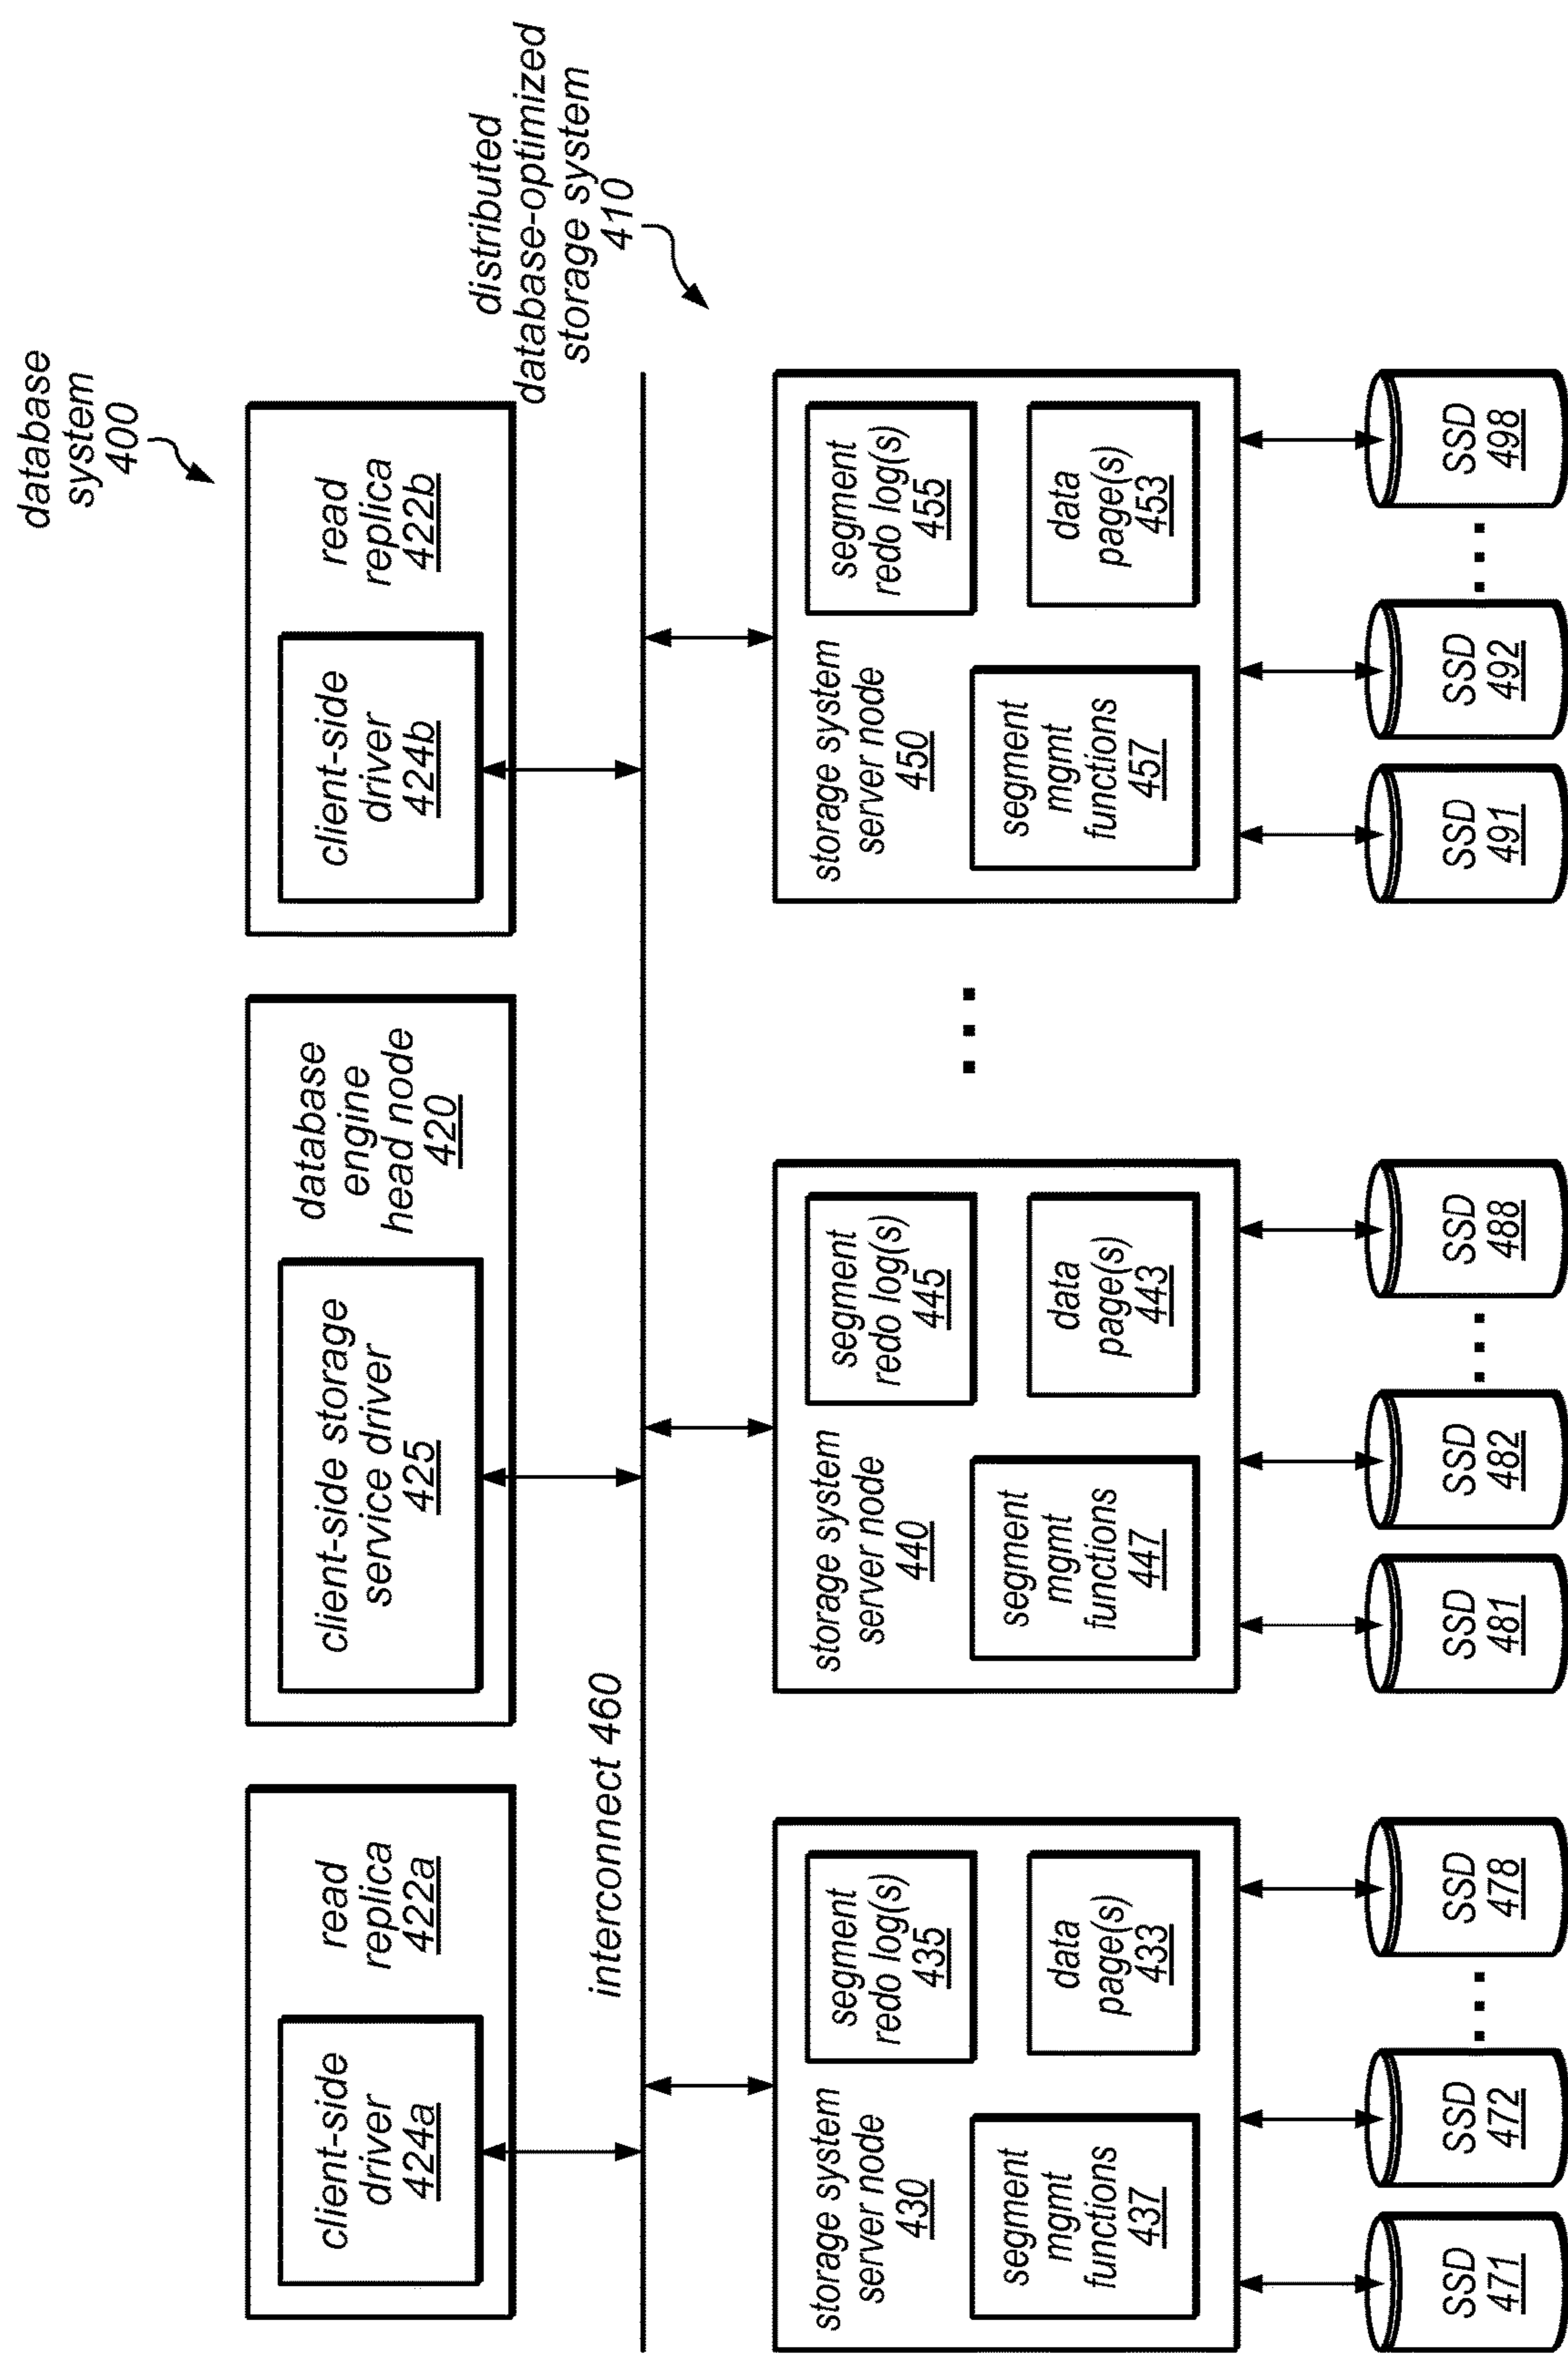 database
system
400
read
replica
422a
client-side
driver
424a
database
engine
head node
420
client-side storage
service driver
425
read
replica
422b
client-side
driver
424b
distributed
database-optimized
storage system
410
interconnect 460
storage system
server node
430
segment
redo log(s)
435
segment
mgmt
functions
437
data
page(s)
433
storage system
server node
440
segment
redo log(s)
445
segment
mgmt
functions
447
data
page(s)
443
. . .
storage system
server node
450
segment
redo log(s)
455
segment
mgmt
functions
457
data
page(s)
453
SSD
471
SSD
472
. . .
SSD
478
SSD
481
SSD
482
. . .
SSD
488
SSD
491
SSD
492
. . .
SSD
498